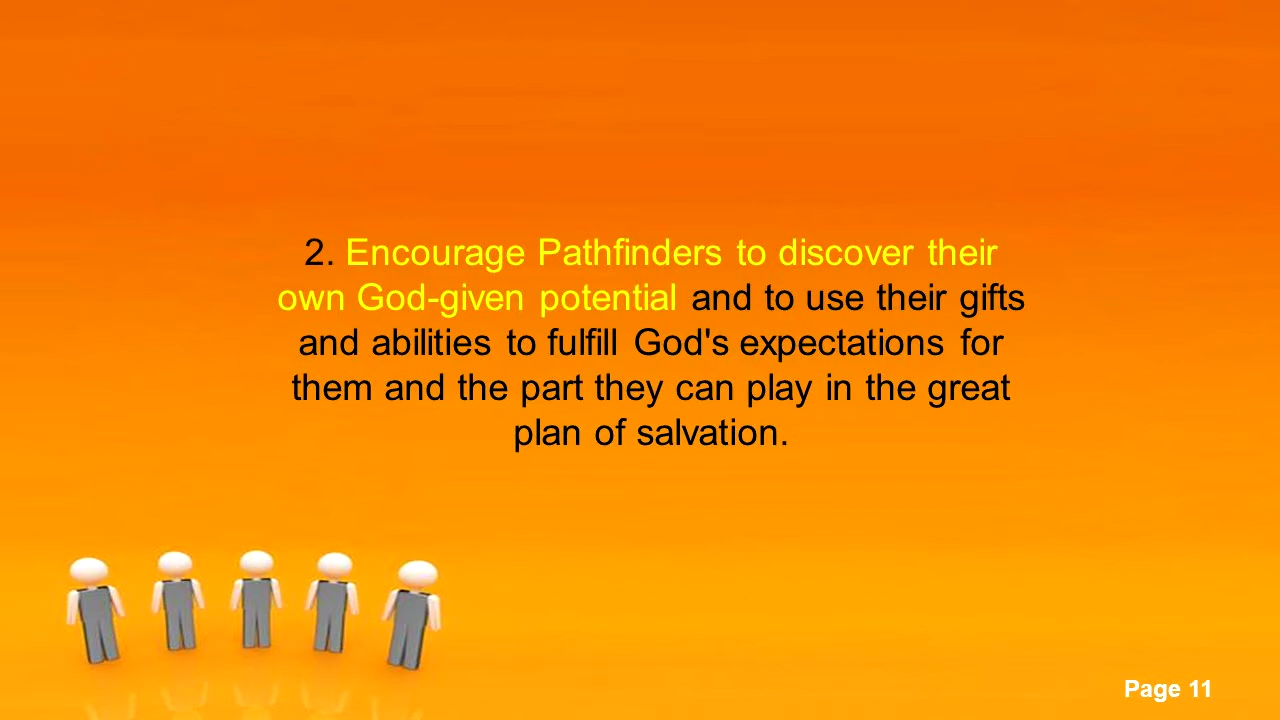 2. Encourage Pathfinders to discover their
own God-given potential and to use their gifts
and abilities to fulfill God's expectations for
them and the part they can play in the great
plan of salvation.
Page 11